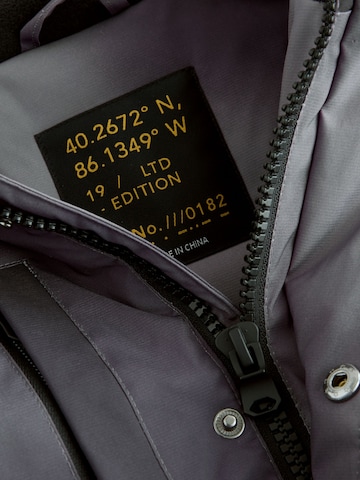 40.2672° N,
86.1349° W
19 / LTD
- EDITION
No.///0182
IN CHINA